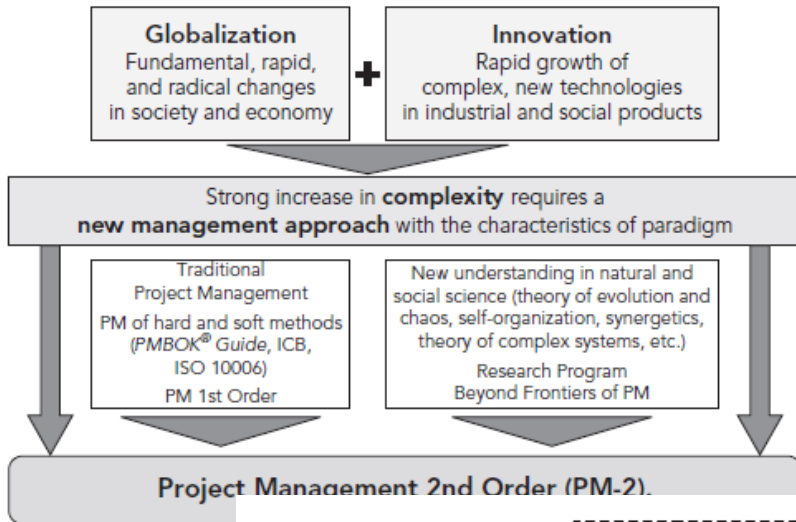 Globalization
Fundamental, rapid,
and radical changes
in society and economy
+
Innovation
Rapid growth of
complex, new technologies
in industrial and social products
Strong increase in complexity requires a
new management approach with the characteristics of paradigm
Traditional
Project Management
PM of hard and soft methods
(PMBOK® Guide, ICB,
ISO 10006)
PM 1st Order
New understanding in natural and
social science (theory of evolution and
chaos, self-organization, synergetics,
theory of complex systems, etc.)
Research Program
Beyond Frontiers of PM
Project Management 2nd Order (PM-2).